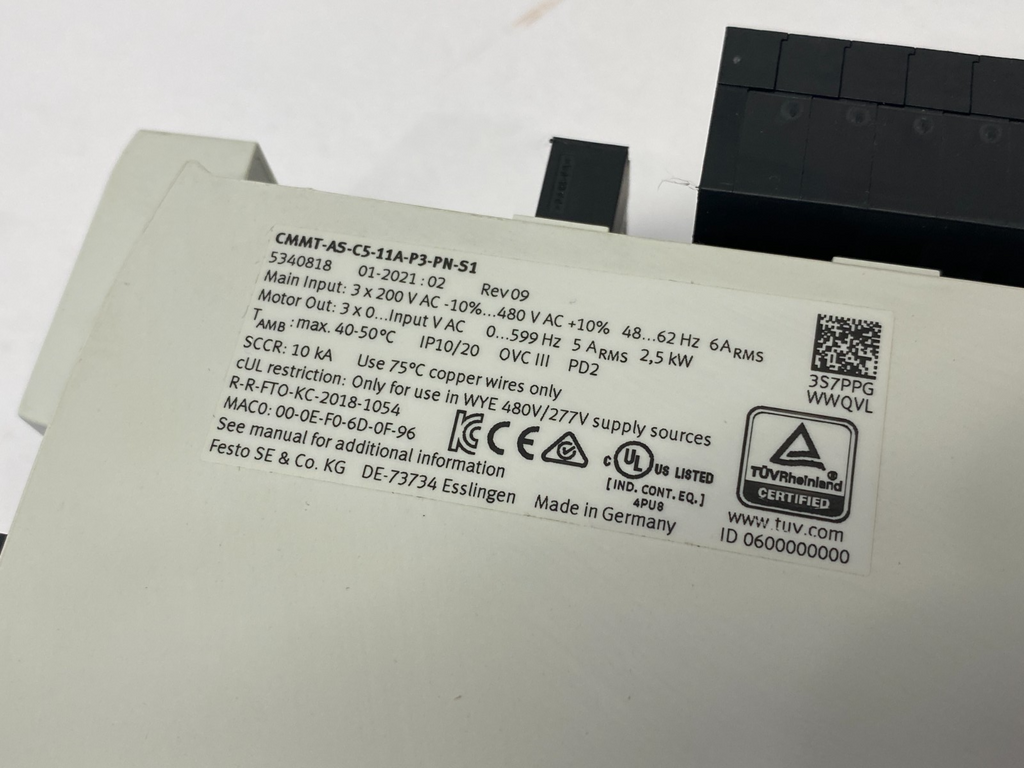 CMMT-AS-C5-11A-P3-PN-S1
5340818 01-2021 : 02 Rev 09
Main Input: 3 x 200 V AC -10%...480 V AC +10% 48...62 Hz 6 ARMS
Motor Out: 3 x 0...Input V AC 0...599 Hz 5 ARMS 2,5 kW
TAMB : max. 40-50°C IP10/20 OVC III PD2
SCCR: 10 kA Use 75°C copper wires only
cUL restriction: Only for use in WYE 480V/277V supply sources
R-R-FTO-KC-2018-1054
MAC0: 00-0E-F0-6D-0F-96
See manual for additional information
Festo SE & Co. KG DE-73734 Esslingen Made in Germany
KC CE
c UL US LISTED
[IND. CONT. EQ.]
4PU8
3S7PPG
WWQVL
TÜVRheinland ®
CERTIFIED
www.tuv.com
ID 0600000000